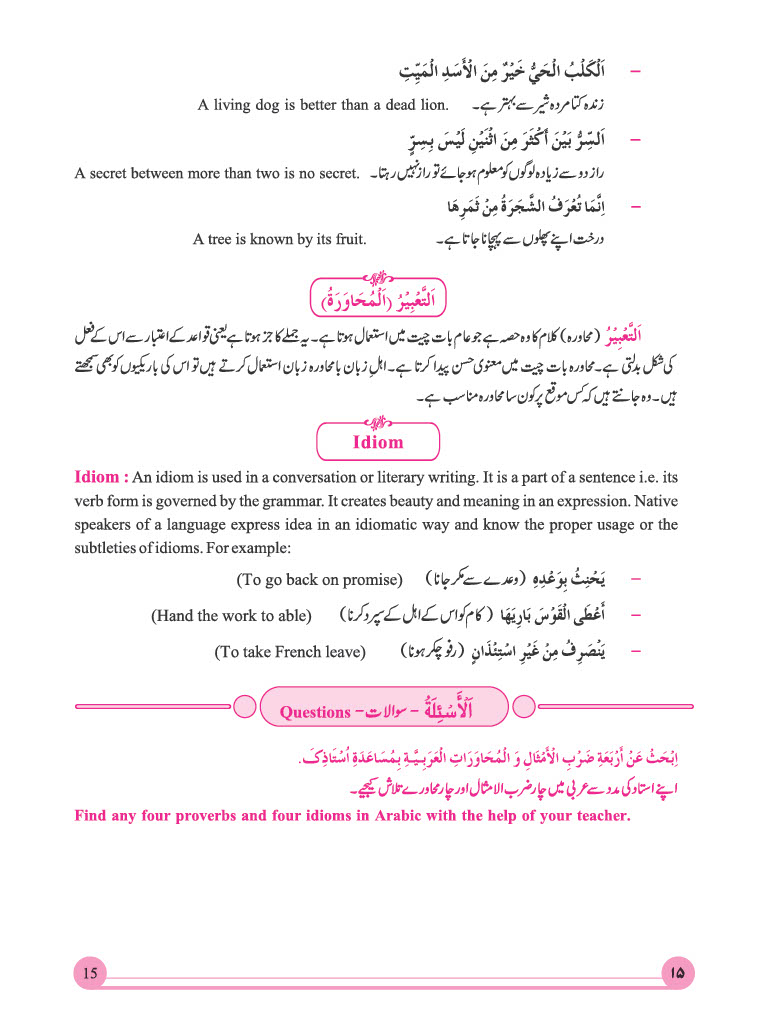 - اَلْكَلْبُ الْحَيُّ خَيْرٌ مِنَ الْأَسَدِ الْمَيِّتِ
زندہ کتا مردہ شیر سے بہتر ہے۔ A living dog is better than a dead lion.
- اَلسِّرُّ بَيْنَ أَكْثَرَ مِنَ اثْنَيْنِ لَيْسَ بِسِرٍّ
راز دو سے زیادہ لوگوں کو معلوم ہوجائے تو راز نہیں رہتا۔ A secret between more than two is no secret.
- اِنَّمَا تُعْرَفُ الشَّجَرَةُ مِنْ ثَمَرِهَا
درخت اپنے پھلوں سے پہچانا جاتا ہے۔ A tree is known by its fruit.
اَلتَّعْبِيْرُ (اَلْمُحَاوَرَةُ)
اَلتَّعْبِيْرُ (محاورہ) کلام کا وہ حصہ ہے جو عام بات چیت میں استعمال ہوتا ہے۔ یہ جملے کا جز ہوتا ہے یعنی قواعد کے اعتبار سے اس کے فعل
کی شکل بدلتی ہے۔ محاورہ بات چیت میں معنوی حسن پیدا کرتا ہے۔ اہلِ زبان بامحاورہ زبان استعمال کرتے ہیں تو اس کی باریکیوں کو بھی سمجھتے
ہیں۔ وہ جانتے ہیں کہ کس موقع پر کون سا محاورہ مناسب ہے۔
Idiom
Idiom : An idiom is used in a conversation or literary writing. It is a part of a sentence i.e. its
verb form is governed by the grammar. It creates beauty and meaning in an expression. Native
speakers of a language express idea in an idiomatic way and know the proper usage or the
subtleties of idioms. For example:
- يَحْنِثُ بِوَعْدِهِ (وعدے سے مکر جانا) (To go back on promise)
- أَعْطَى الْقَوْسَ بَارِيَهَا (کام کو اس کے اہل کے سپرد کرنا) (Hand the work to able)
- يَنْصَرِفُ مِنْ غَيْرِ اسْتِئْذَانٍ (رفو چکر ہونا) (To take French leave)
اَلْأَسْئِلَةُ - سوالات - Questions
اِبْحَثُ عَنْ أَرْبَعَةِ ضَرْبِ الْأَمْثَالِ وَ الْمُحَاوَرَاتِ الْعَرَبِيَّةِ بِمُسَاعَدَةِ اُسْتَاذِكَ.
اپنے استاد کی مدد سے عربی میں چار ضرب الامثال اور چار محاورے تلاش کیجیے۔
Find any four proverbs and four idioms in Arabic with the help of your teacher.
15 ۱۵